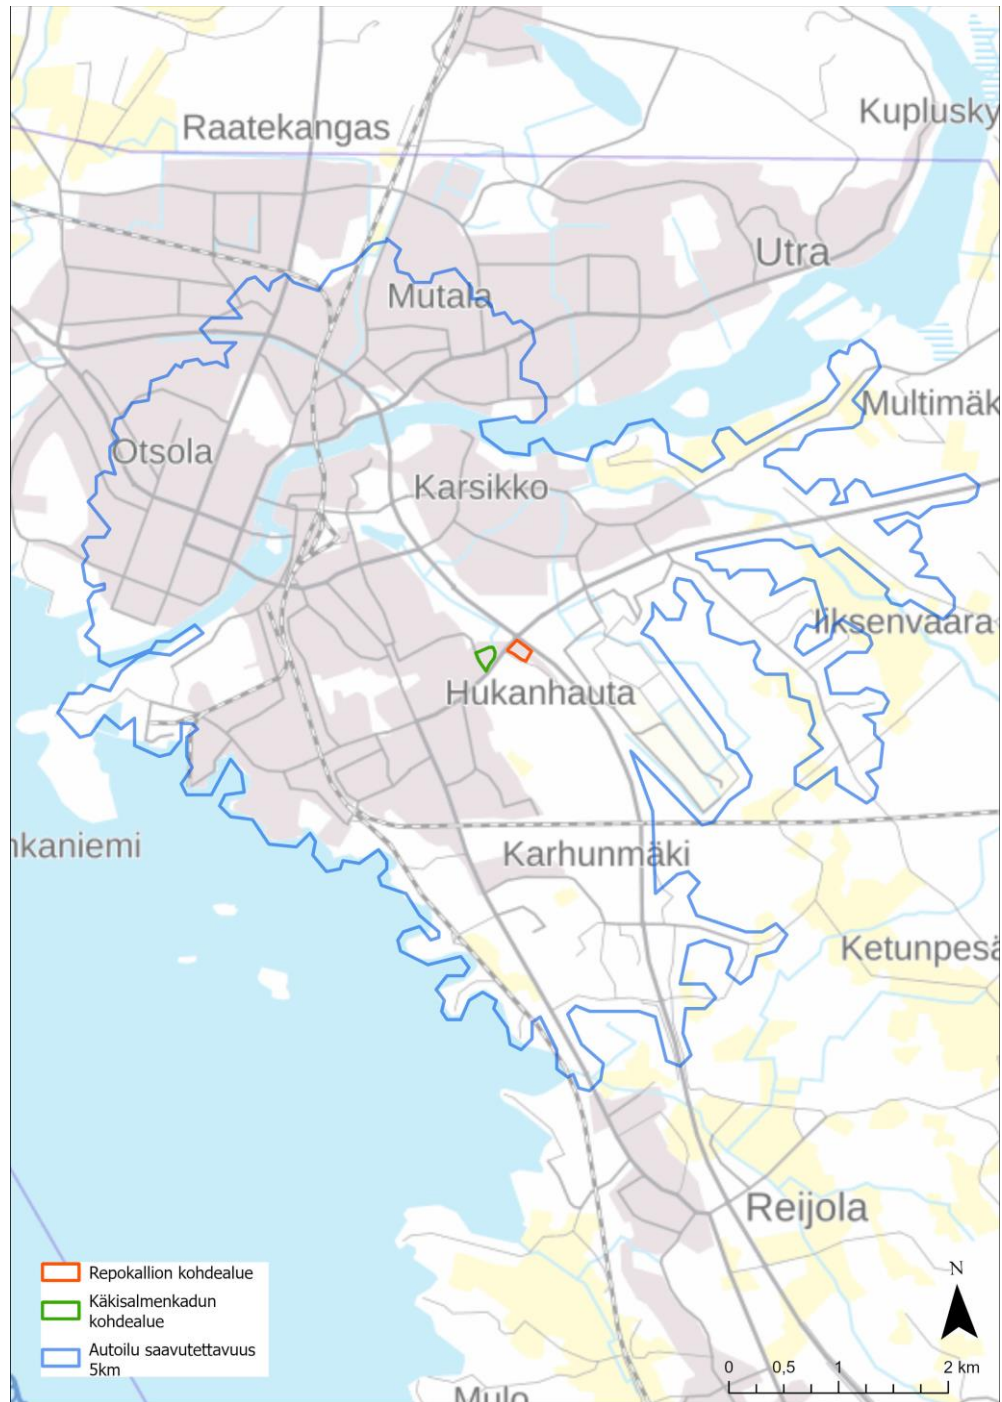 Kuplusky
Raatekangas
Utra
Mutala
Multimäk
Otsola
Karsikko
Iiksenvaara
Hukanhauta
nkaniemi
Karhunmäki
Ketunpesä
Reijola
Mulo
Repokallion kohdealue
Käkisalmenkadun
kohdealue
Autoilu saavutettavuus
5km
N
0 0,5 1 2 km